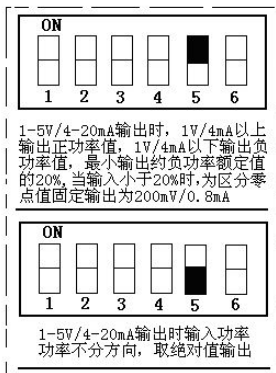 ON
1 2 3 4 5 6
1-5V/4-20mA输出时，1V/4mA以上
输出正功率值，1V/4mA以下输出负
功率值，最小输出约负功率额定值
的20%,当输入小于20%时,为区分零
点值固定输出为200mV/0.8mA
ON
1 2 3 4 5 6
1-5V/4-20mA输出时输入功率
功率不分方向，取绝对值输出